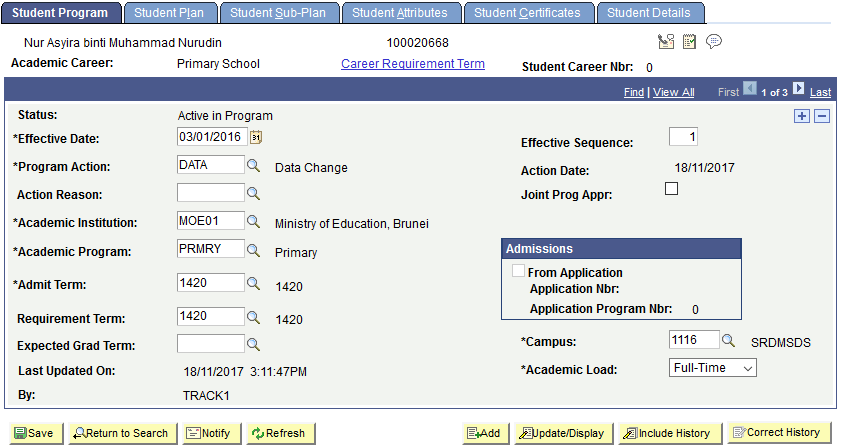 Student Program Student Plan Student Sub-Plan Student Attributes Student Certificates Student Details
Nur Asyira binti Muhammad Nurudin 100020668
Academic Career: Primary School Career Requirement Term Student Career Nbr: 0
Find | View All First 1 of 3 Last
Status: Active in Program
*Effective Date: 03/01/2016 31 Effective Sequence: 1
*Program Action: DATA Data Change Action Date: 18/11/2017
Action Reason: Joint Prog Appr:
*Academic Institution: MOE01 Ministry of Education, Brunei
*Academic Program: PRMRY Primary
Admissions
From Application
*Admit Term: 1420 1420
Application Nbr:
Application Program Nbr: 0
Requirement Term: 1420 1420
Expected Grad Term: *Campus: 1116 SRDMSDS
Last Updated On: 18/11/2017 3:11:47PM *Academic Load: Full-Time
By: TRACK1
Save Return to Search Notify Refresh Add Update/Display Include History Correct History